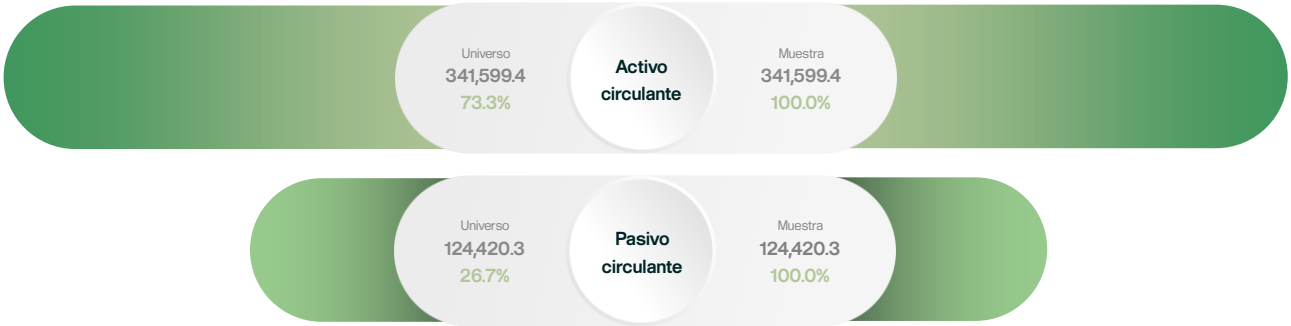 Universo
341,599.4
73.3%
Activo
circulante
Muestra
341,599.4
100.0%
Universo
124,420.3
26.7%
Pasivo
circulante
Muestra
124,420.3
100.0%